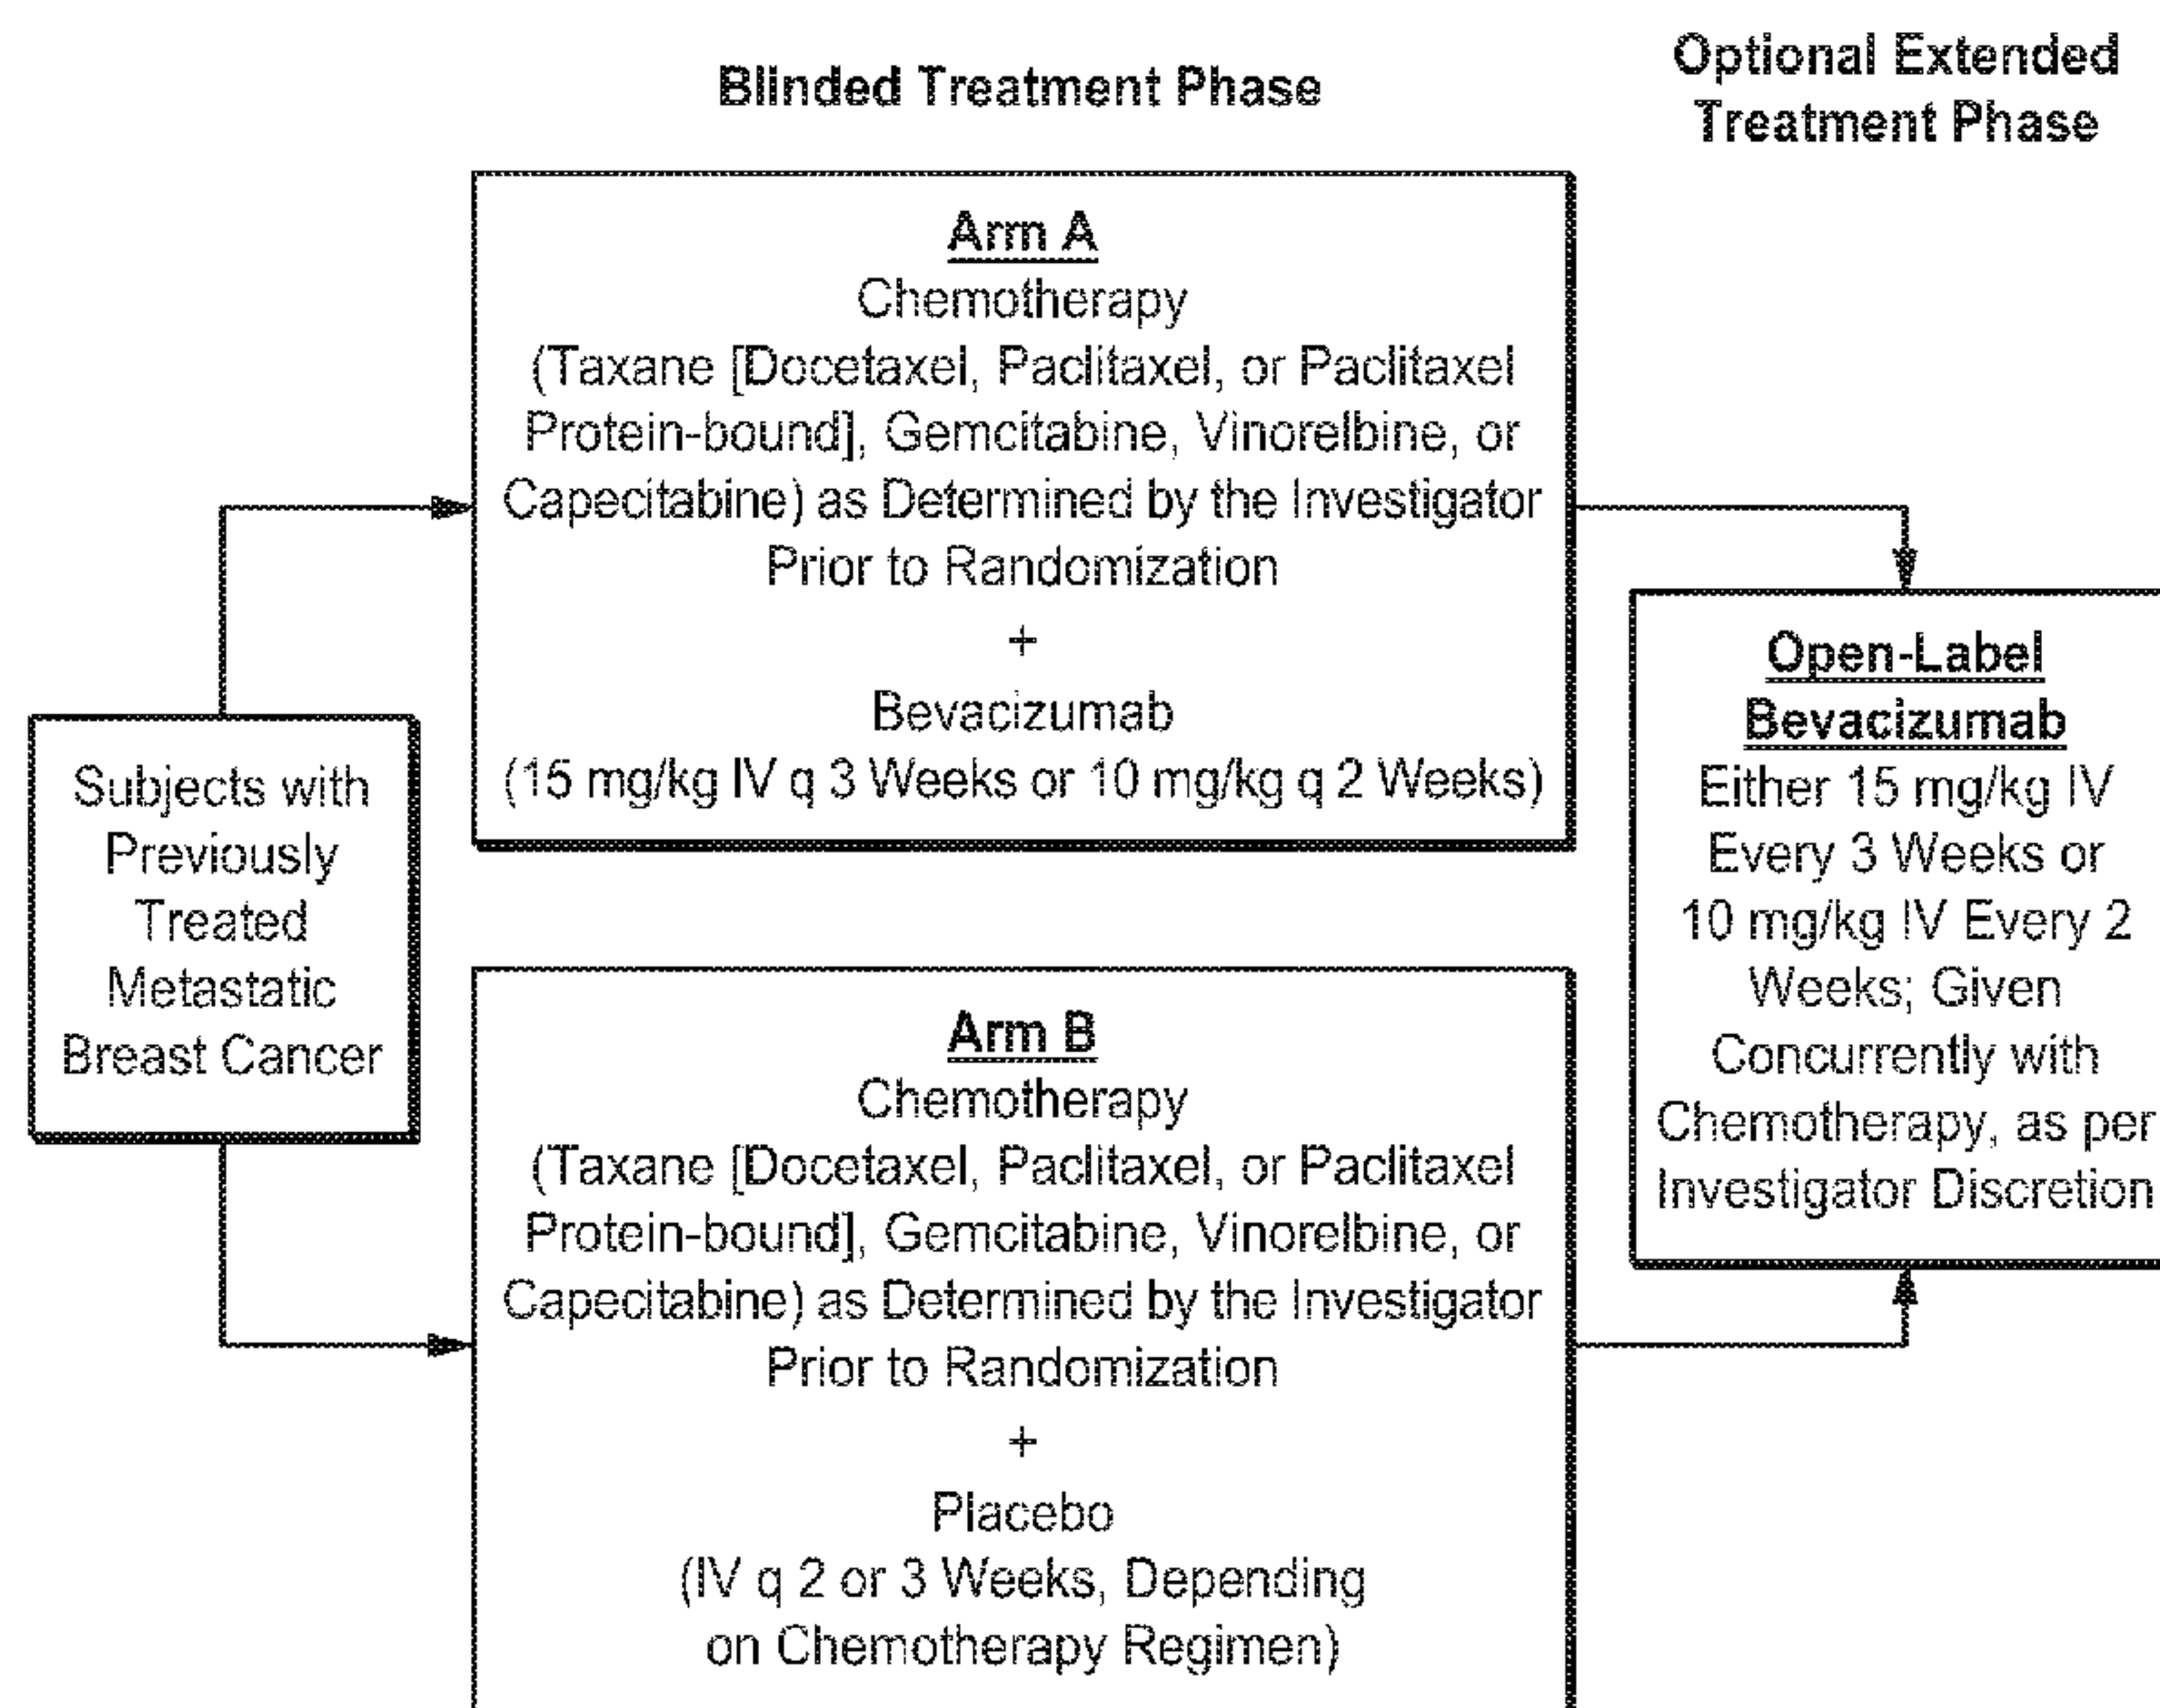 Blinded Treatment Phase
Optional Extended
Treatment Phase
Subjects with
Previously
Treated
Metastatic
Breast Cancer
Arm A
Chemotherapy
(Taxane [Docetaxel, Paclitaxel, or Paclitaxel
Protein-bound], Gemcitabine, Vinorelbine, or
Capecitabine) as Determined by the Investigator
Prior to Randomization
+
Bevacizumab
(15 mg/kg IV q 3 Weeks or 10 mg/kg q 2 Weeks)
Arm B
Chemotherapy
(Taxane [Docetaxel, Paclitaxel, or Paclitaxel
Protein-bound], Gemcitabine, Vinorelbine, or
Capecitabine) as Determined by the Investigator
Prior to Randomization
+
Placebo
(IV q 2 or 3 Weeks, Depending
on Chemotherapy Regimen)
Open-Label
Bevacizumab
Either 15 mg/kg IV
Every 3 Weeks or
10 mg/kg IV Every 2
Weeks; Given
Concurrently with
Chemotherapy, as per
Investigator Discretion